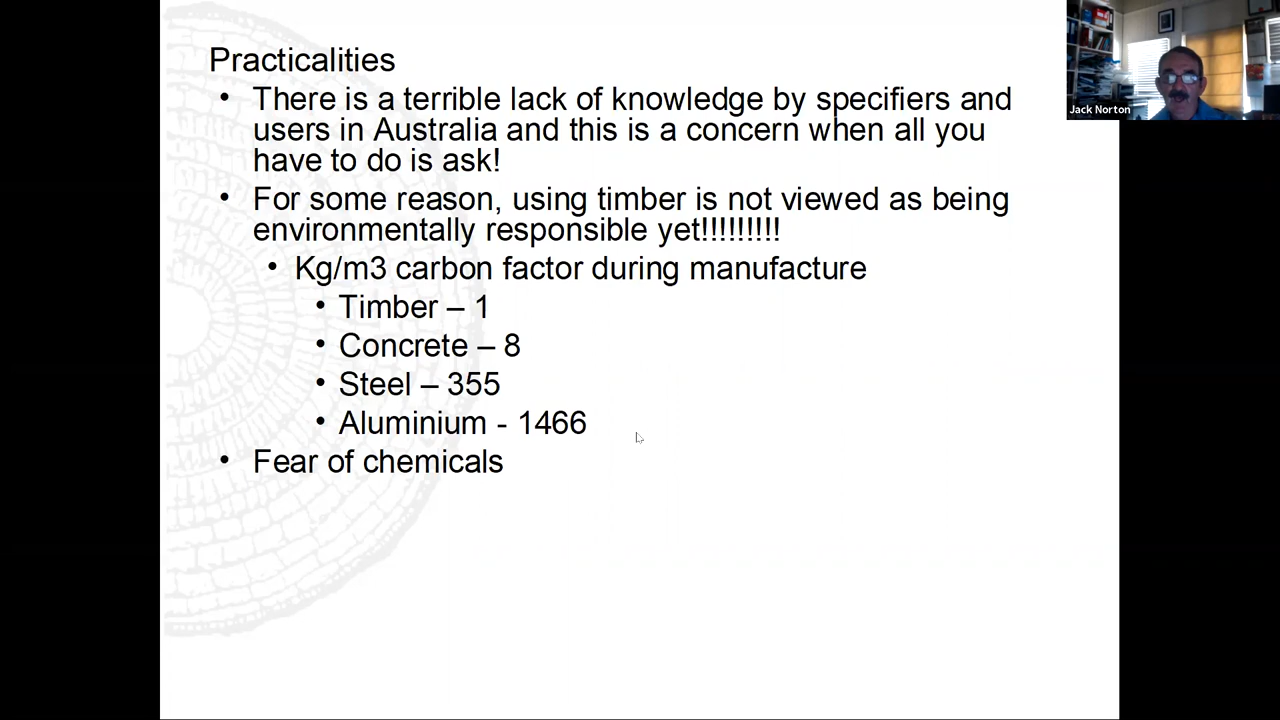 Practicalities
• There is a terrible lack of knowledge by specifiers and
users in Australia and this is a concern when all you
have to do is ask!
• For some reason, using timber is not viewed as being
environmentally responsible yet!!!!!!!!!
• Kg/m3 carbon factor during manufacture
• Timber – 1
• Concrete – 8
• Steel – 355
• Aluminium - 1466
• Fear of chemicals
Jack Norton